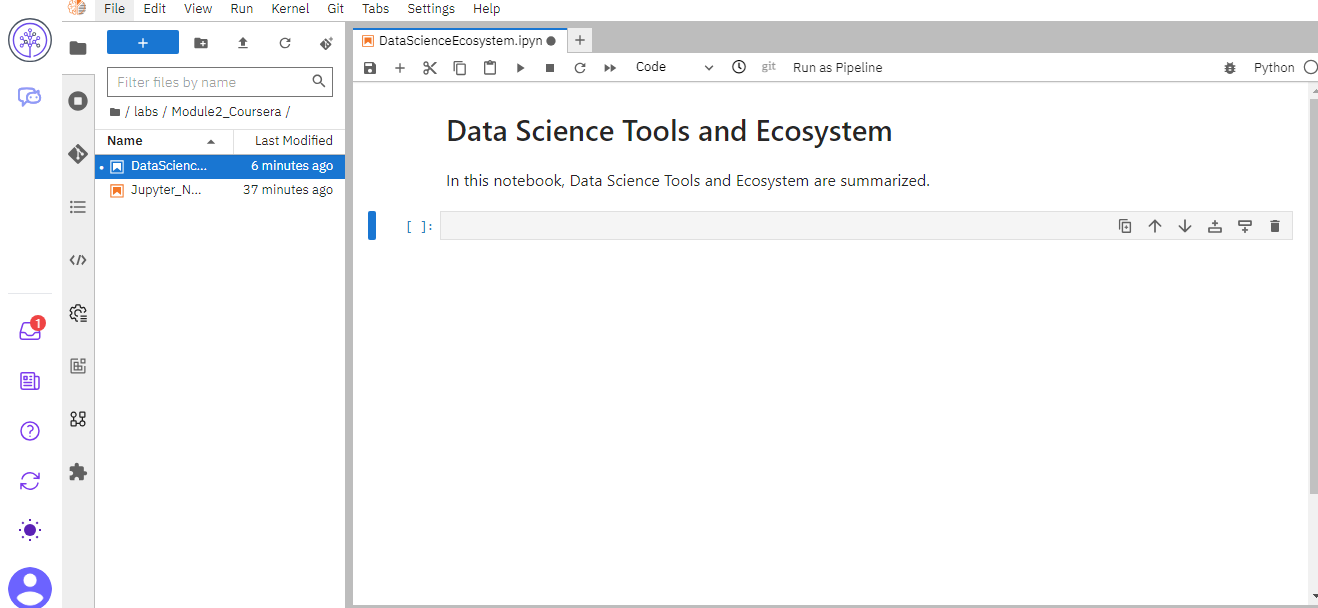 File Edit View Run Kernel Git Tabs Settings Help
+
Filter files by name
/ labs / Module2_Coursera /
Name Last Modified
DataScienc... 6 minutes ago
Jupyter_N... 37 minutes ago
1
DataScienceEcosystem.ipyn
+
Code git Run as Pipeline Python
Data Science Tools and Ecosystem
In this notebook, Data Science Tools and Ecosystem are summarized.
[ ]: